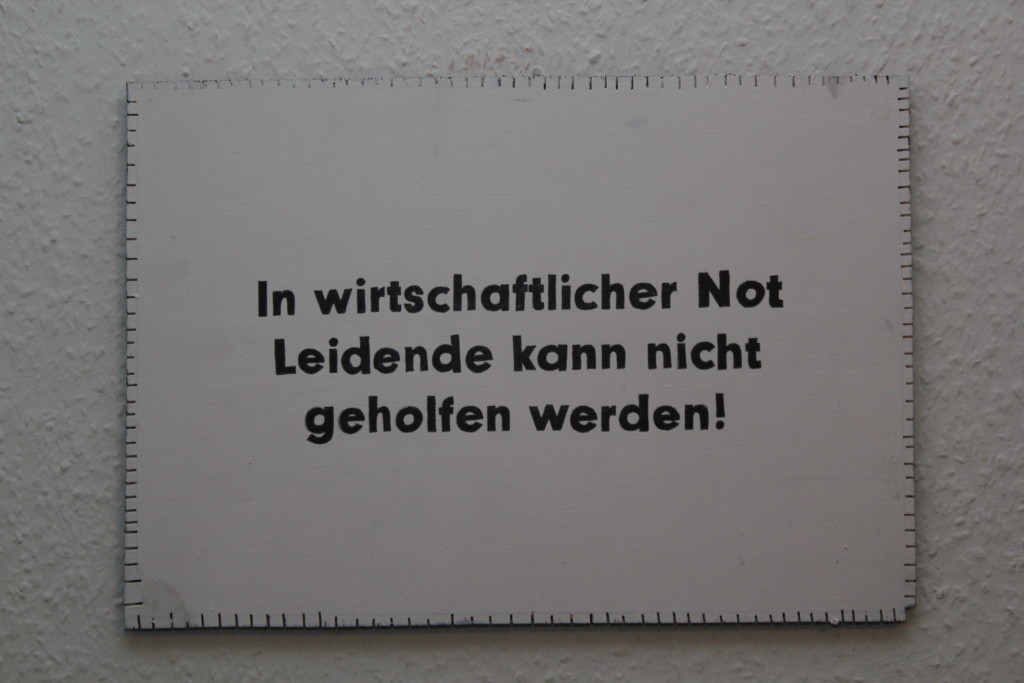 In wirtschaftlicher Not
Leidende kann nicht
geholfen werden!